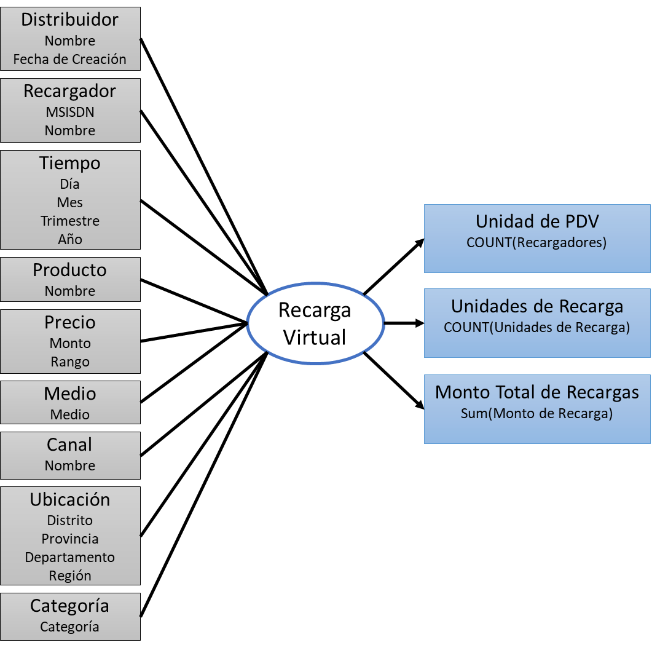 Distribuidor
Nombre
Fecha de Creación
Recargador
MSISDN
Nombre
Tiempo
Día
Mes
Trimestre
Año
Producto
Nombre
Precio
Monto
Rango
Medio
Medio
Canal
Nombre
Ubicación
Distrito
Provincia
Departamento
Región
Categoría
Categoría
Recarga
Virtual
Unidad de PDV
COUNT(Recargadores)
Unidades de Recarga
COUNT(Unidades de Recarga)
Monto Total de Recargas
Sum(Monto de Recarga)